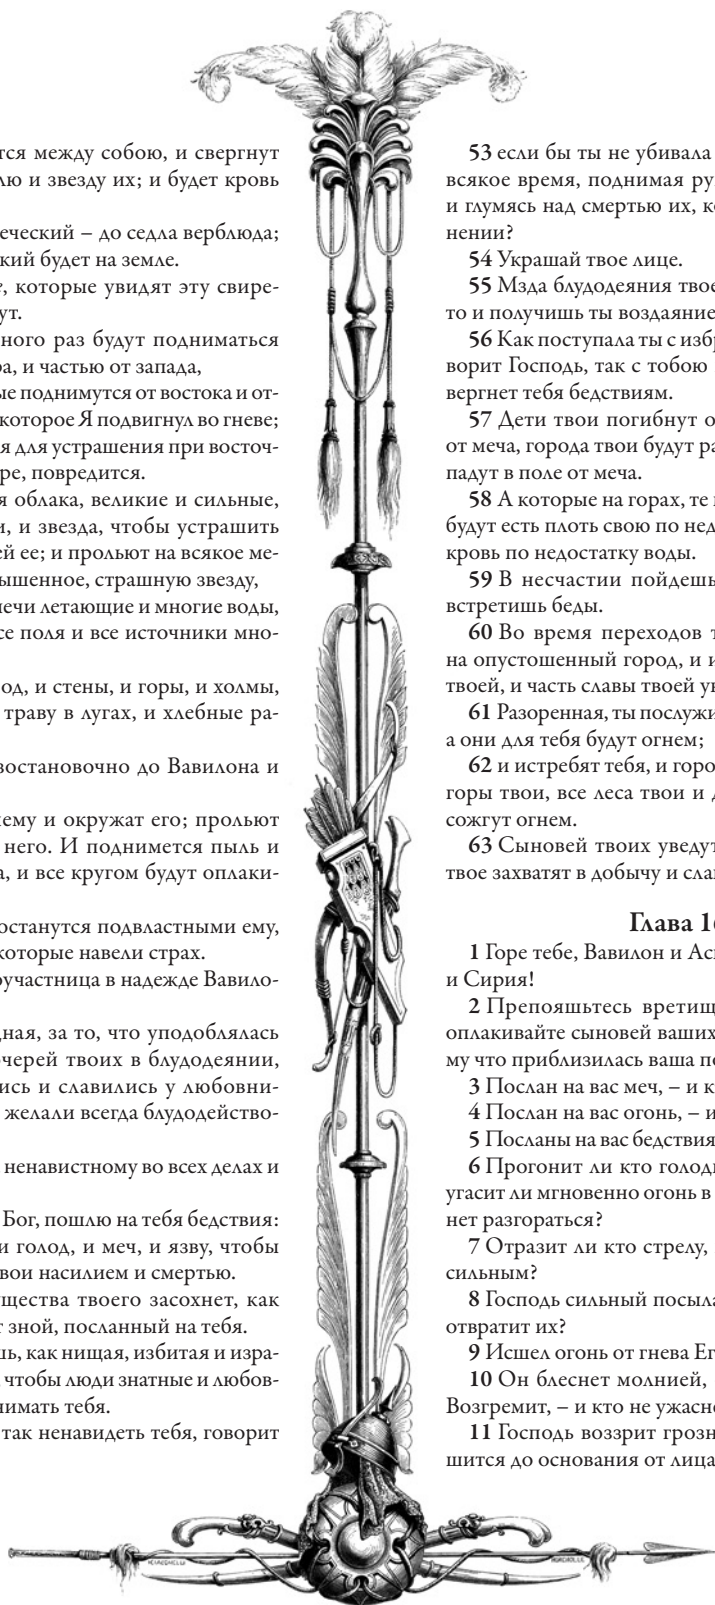 тся между собою, и свергнут
лю и звезду их; и будет кровь
еческий – до седла верблюда;
кий будет на земле.
е, которые увидят эту свире-
ут.
ного раз будут подниматься
ра, и частью от запада,
ые поднимутся от востока и от-
которое Я подвигнул во гневе;
я для устрашения при восточ-
ре, повредится.
я облака, великие и сильные,
и, и звезда, чтобы устрашить
ей ее; и прольют на всякое ме-
ышенное, страшную звезду,
мечи летающие и многие воды,
се поля и все источники мно-
од, и стены, и горы, и холмы,
траву в лугах, и хлебные ра-
зостановочно до Вавилона и
ему и окружат его; прольют
него. И поднимется пыль и
а, и все кругом будут оплаки-
останутся подвластными ему,
которые навели страх.
оучастница в надежде Вавило-
ная, за то, что уподоблялась
очерей твоих в блудодеянии,
ись и славились у любовни-
желали всегда блудодейство-
ненавистному во всех делах и
Бог, пошлю на тебя бедствия:
и голод, и меч, и язву, чтобы
вои насилием и смертью.
ущества твоего засохнет, как
т зной, посланный на тебя.
шь, как нищая, избитая и изра-
чтобы люди знатные и любов-
нимать тебя.
так ненавидеть тебя, говорит
53 если бы ты не убивала
всякое время, поднимая ру
и глумясь над смертью их, к
нении?
54 Украшай твое лице.
55 Мзда блудодеяния твое
то и получишь ты воздаяние
56 Как поступала ты с изб
ворит Господь, так с тобою
вергнет тебя бедствиям.
57 Дети твои погибнут о
от меча, города твои будут ра
падут в поле от меча.
58 А которые на горах, те
будут есть плоть свою по нед
кровь по недостатку воды.
59 В несчастии пойдешь
встретишь беды.
60 Во время переходов т
на опустошенный город, и и
твоей, и часть славы твоей у
61 Разоренная, ты послужи
а они для тебя будут огнем;
62 и истребят тебя, и горо
горы твои, все леса твои и д
сожгут огнем.
63 Сыновей твоих уведут
твое захватят в добычу и сла
Глава 16
1 Горе тебе, Вавилон и Ас
и Сирия!
2 Препояшьтесь вретищ
оплакивайте сыновей ваших
му что приблизилась ваша п
3 Послан на вас меч, – и к
4 Послан на вас огонь, – и
5 Посланы на вас бедствия
6 Прогонит ли кто голодн
угасит ли мгновенно огонь в
нет разгораться?
7 Отразит ли кто стрелу,
сильным?
8 Господь сильный посыла
отвратит их?
9 Исшел огонь от гнева Ег
10 Он блеснет молнией,
Возгремит, – и кто не ужасн
11 Господь воззрит грозн
шится до основания от лица